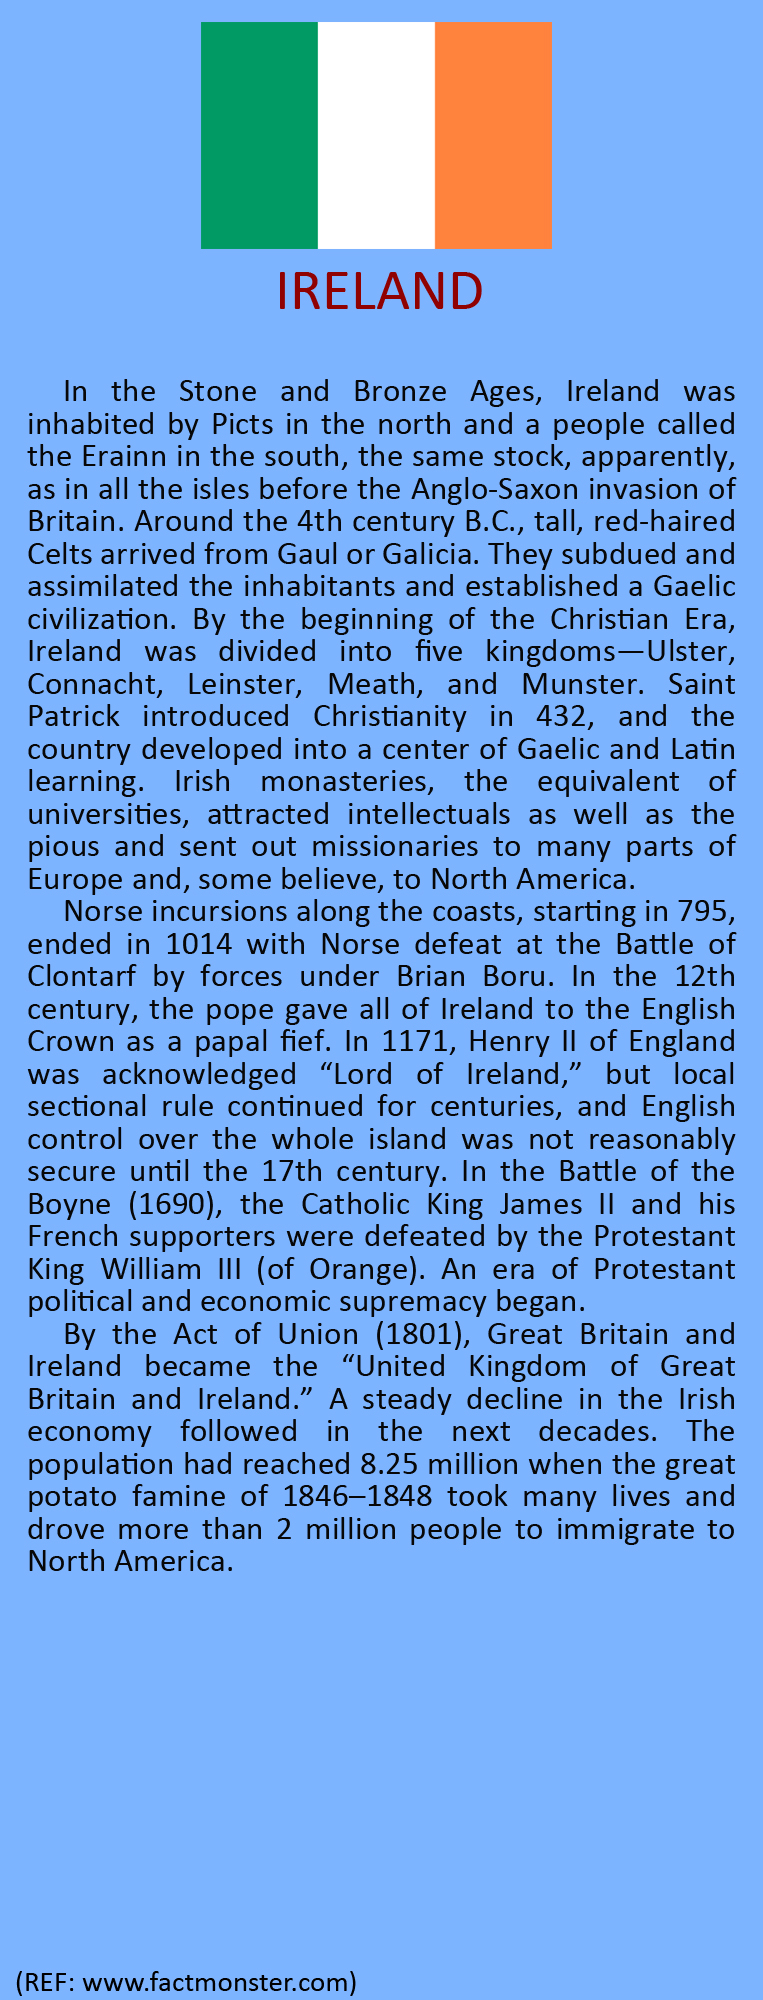 IRELAND
In the Stone and Bronze Ages, Ireland was
inhabited by Picts in the north and a people called
the Erainn in the south, the same stock, apparently,
as in all the isles before the Anglo-Saxon invasion of
Britain. Around the 4th century B.C., tall, red-haired
Celts arrived from Gaul or Galicia. They subdued and
assimilated the inhabitants and established a Gaelic
civilization. By the beginning of the Christian Era,
Ireland was divided into five kingdoms—Ulster,
Connacht, Leinster, Meath, and Munster. Saint
Patrick introduced Christianity in 432, and the
country developed into a center of Gaelic and Latin
learning. Irish monasteries, the equivalent of
universities, attracted intellectuals as well as the
pious and sent out missionaries to many parts of
Europe and, some believe, to North America.
Norse incursions along the coasts, starting in 795,
ended in 1014 with Norse defeat at the Battle of
Clontarf by forces under Brian Boru. In the 12th
century, the pope gave all of Ireland to the English
Crown as a papal fief. In 1171, Henry II of England
was acknowledged “Lord of Ireland,” but local
sectional rule continued for centuries, and English
control over the whole island was not reasonably
secure until the 17th century. In the Battle of the
Boyne (1690), the Catholic King James II and his
French supporters were defeated by the Protestant
King William III (of Orange). An era of Protestant
political and economic supremacy began.
By the Act of Union (1801), Great Britain and
Ireland became the “United Kingdom of Great
Britain and Ireland.” A steady decline in the Irish
economy followed in the next decades. The
population had reached 8.25 million when the great
potato famine of 1846–1848 took many lives and
drove more than 2 million people to immigrate to
North America.
(REF: www.factmonster.com)